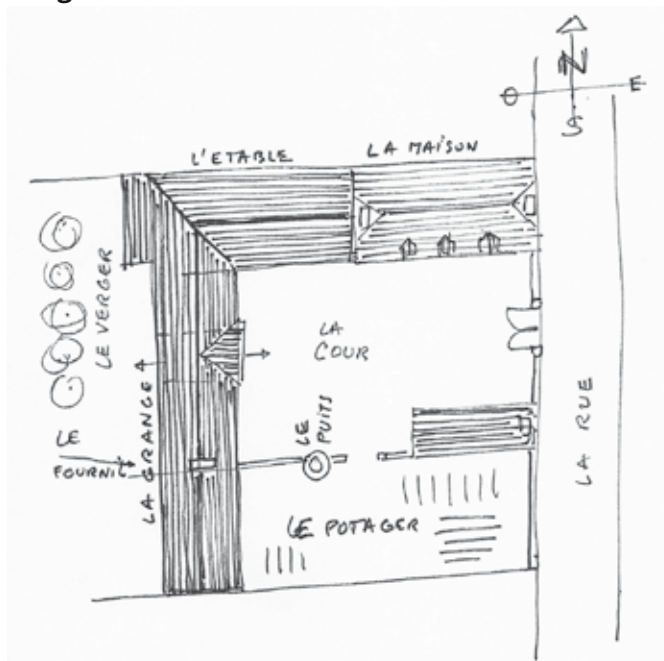 N
O E
S
L'ETABLE
LA MAISON
LE VERGER
LA
COUR
LA GRANGE
LE
PUITS
LE
FOURNIL
LE POTAGER
LA RUE